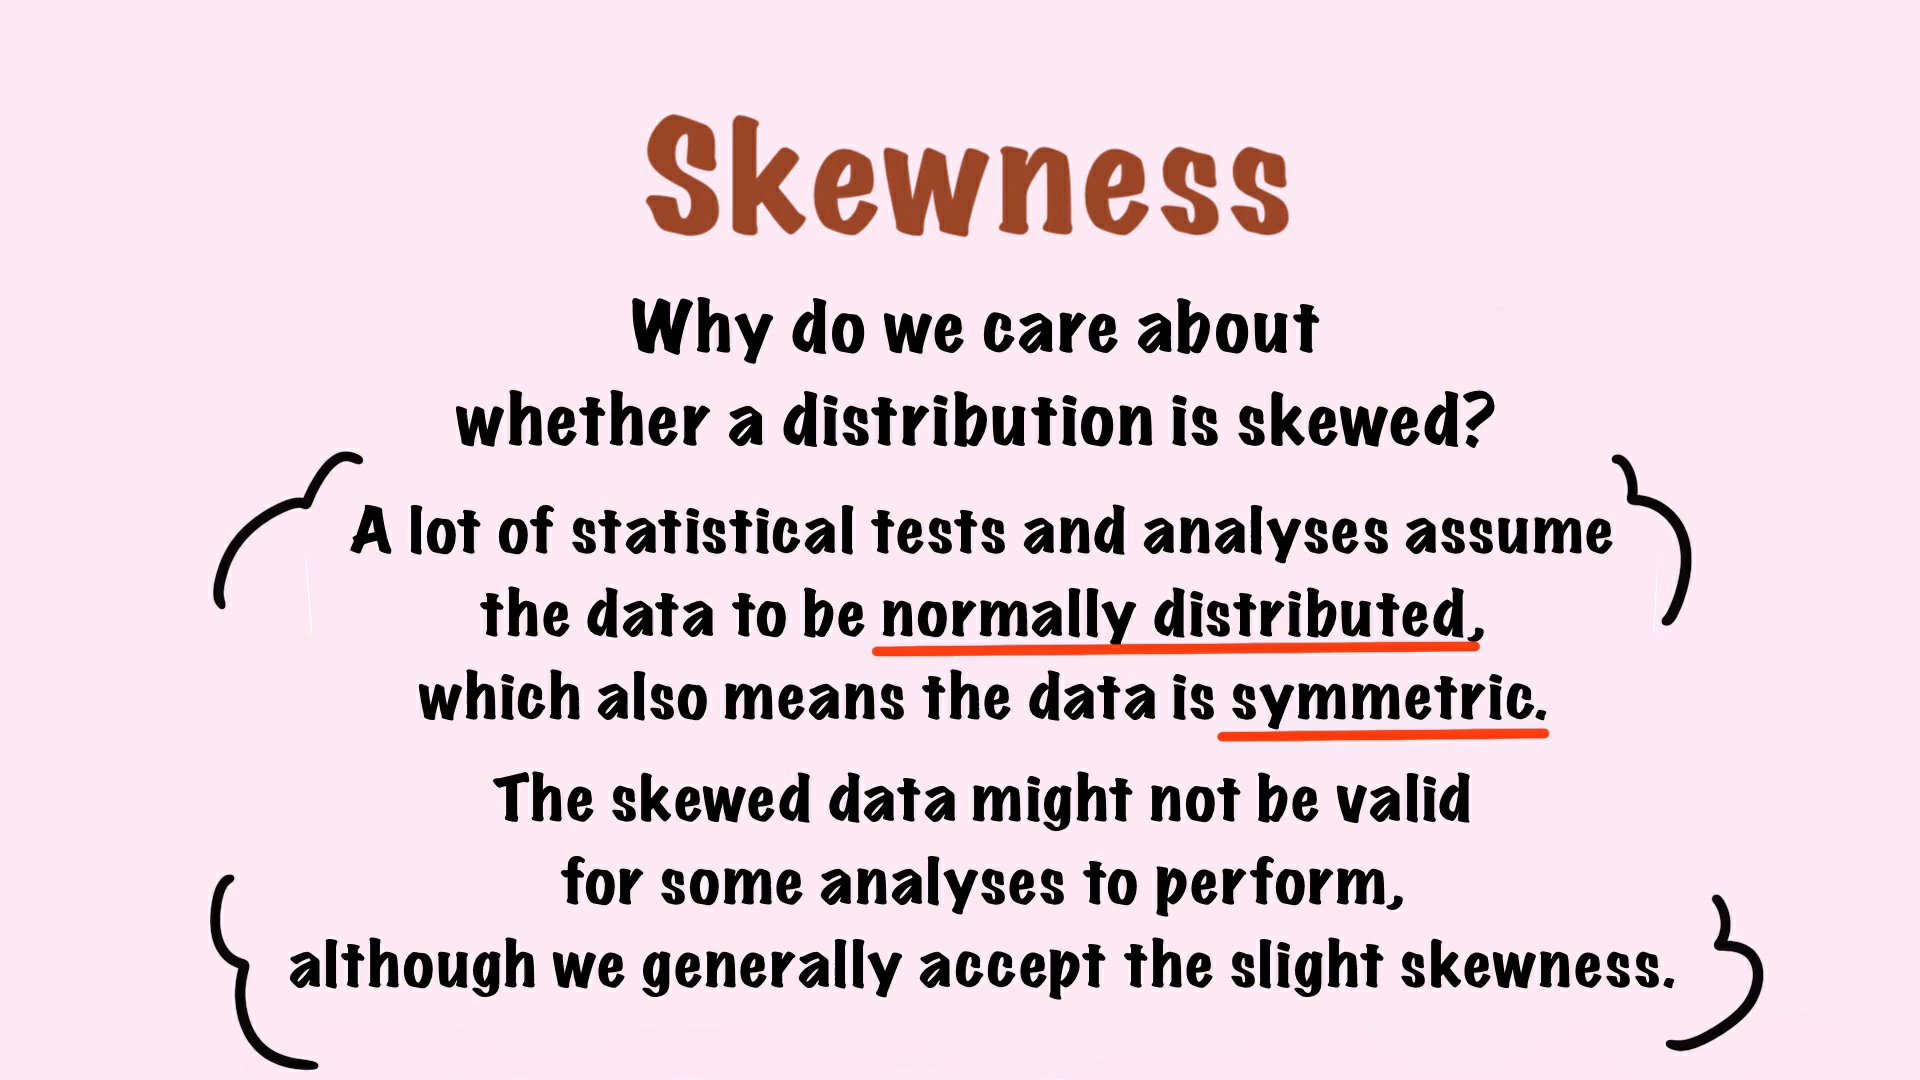 Skewness
Why do we care about
whether a distribution is skewed?
A lot of statistical tests and analyses assume
the data to be normally distributed,
which also means the data is symmetric.
The skewed data might not be valid
for some analyses to perform,
although we generally accept the slight skewness.